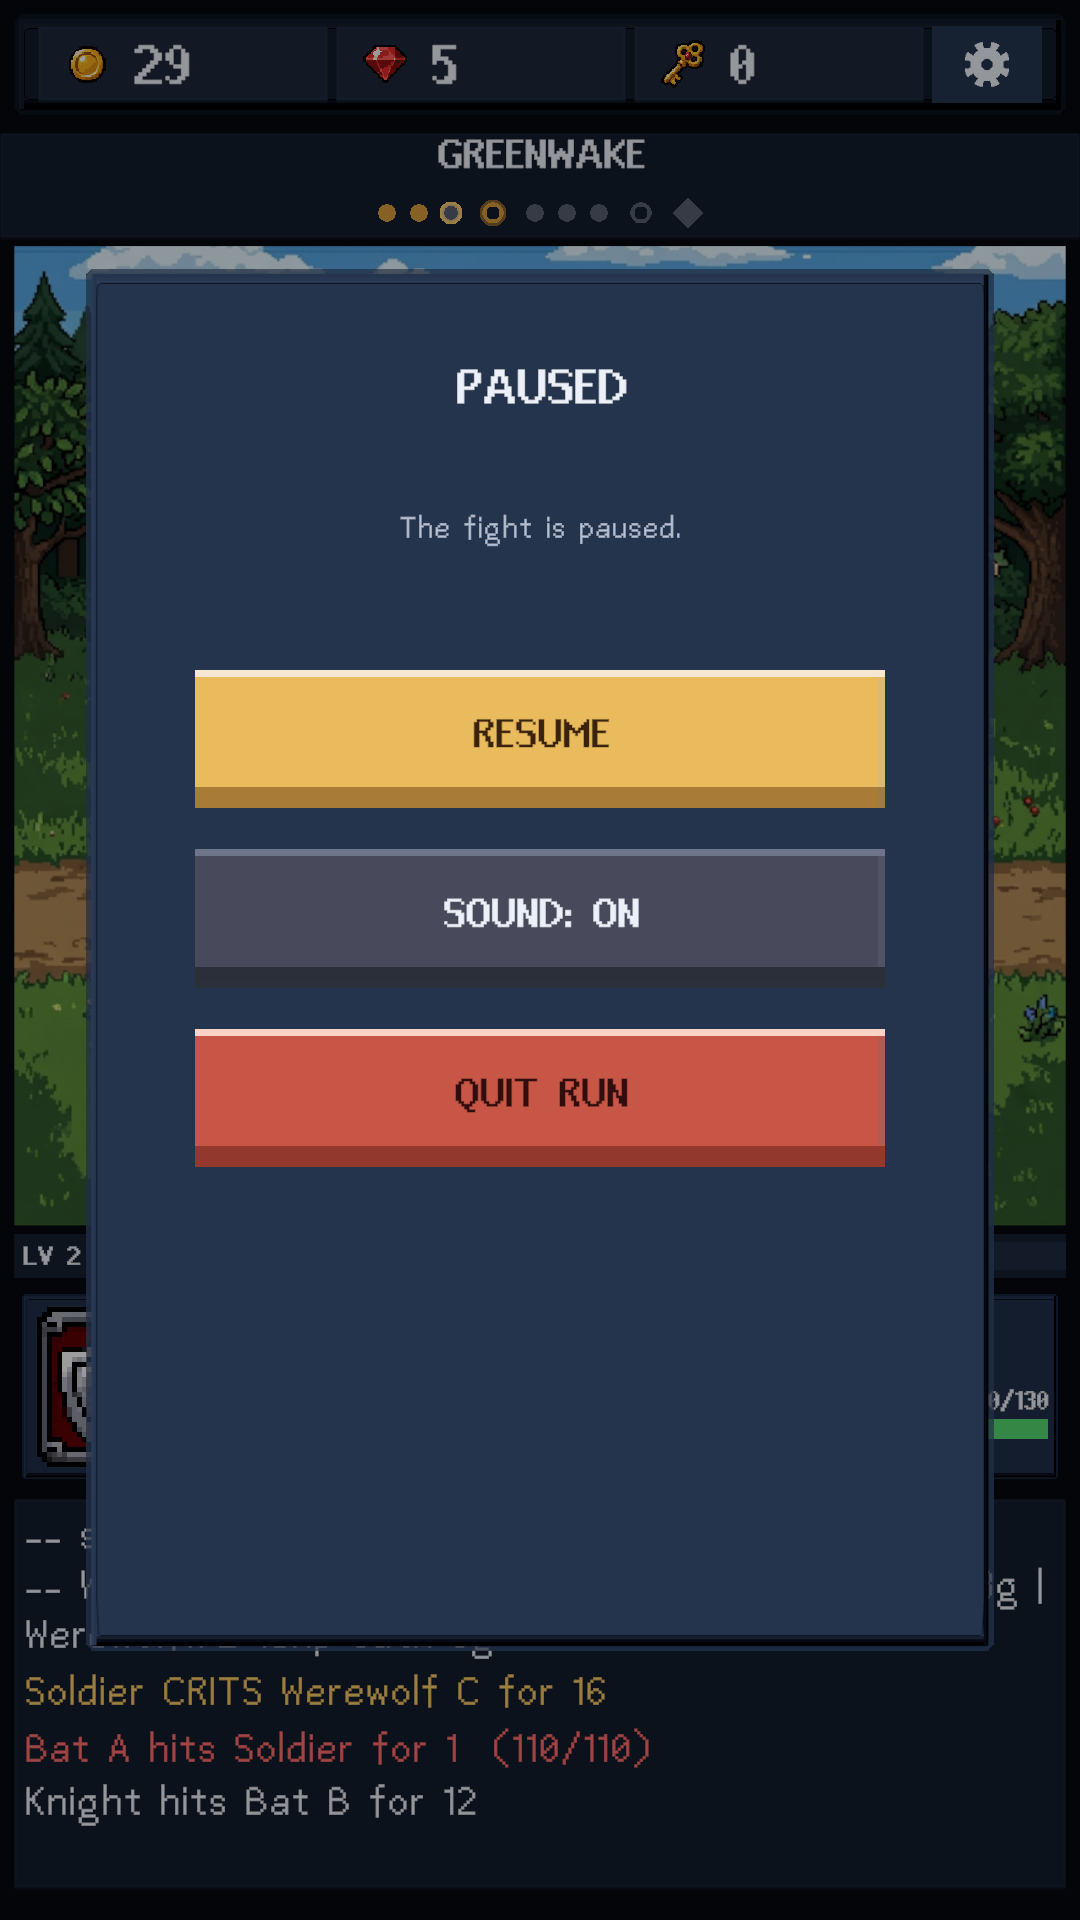 29 5 0
GREENWAKE
PAUSED
The fight is paused.
RESUME
SOUND: ON
QUIT RUN
LV 2
/130
--
-- g |
Soldier CRITS Werewolf C for 16
Bat A hits Soldier for 1 (110/110)
Knight hits Bat B for 12